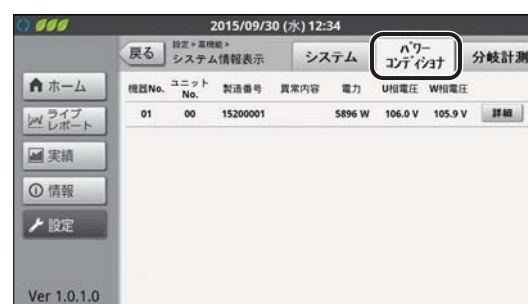 2015/09/30 (水) 12:34
戻る
設定 > 高機能 >
システム情報表示
システム
パワー
コンディショナ
分岐計測
ホーム
ライブ
レポート
実績
情報
設定
機器No. ユニット No. 製造番号 異常内容 電力 U相電圧 W相電圧
01 00 15200001 5896 W 106.0 V 105.9 V 詳細
Ver 1.0.1.0